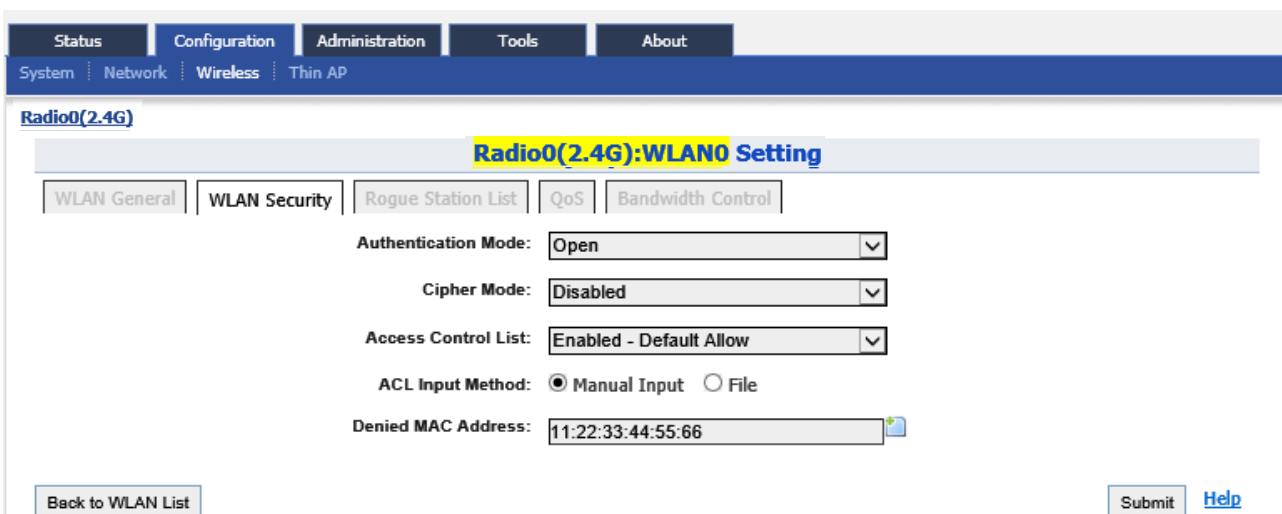 Status Configuration Administration Tools About
System Network Wireless Thin AP
Radio0(2.4G)
Radio0(2.4G):WLAN0 Setting
WLAN General WLAN Security Rogue Station List QoS Bandwidth Control
Authentication Mode: Open
Cipher Mode: Disabled
Access Control List: Enabled - Default Allow
ACL Input Method: Manual Input File
Denied MAC Address: 11:22:33:44:55:66
Back to WLAN List Submit Help